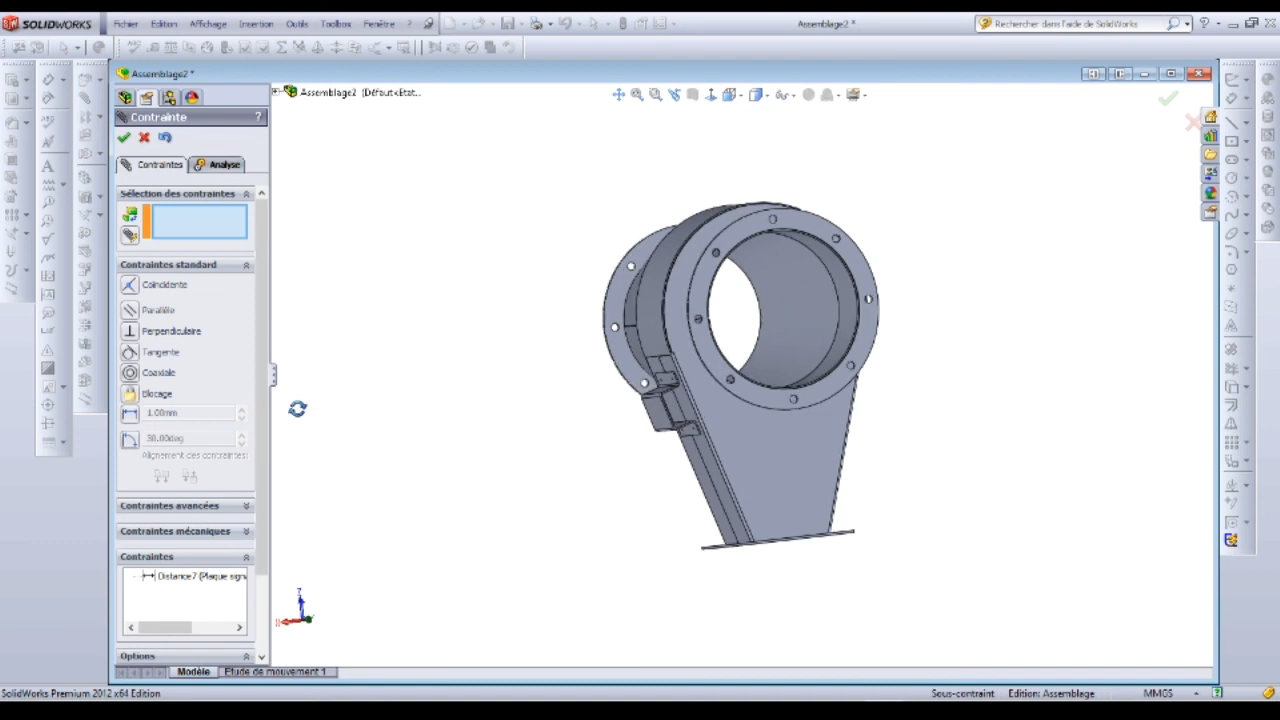 SOLIDWORKS Fichier Edition Affichage Insertion Outils Toolbox Fenêtre ? Assemblage2 * Rechercher dans l'aide de SolidWorks ?
Assemblage2 *
Assemblage2 (Défaut<Etat...
Contrainte ?
Contraintes Analyse
Sélection des contraintes
Contraintes standard
Coïncidente
Parallèle
Perpendiculaire
Tangente
Coaxiale
Blocage
1.00mm
30.00deg
Alignement des contraintes:
Contraintes avancées
Contraintes mécaniques
Contraintes
Distance7 (Plaque sign
Options
Modèle Etude de mouvement 1
SolidWorks Premium 2012 x64 Edition Sous-contraint Edition: Assemblage MMGS